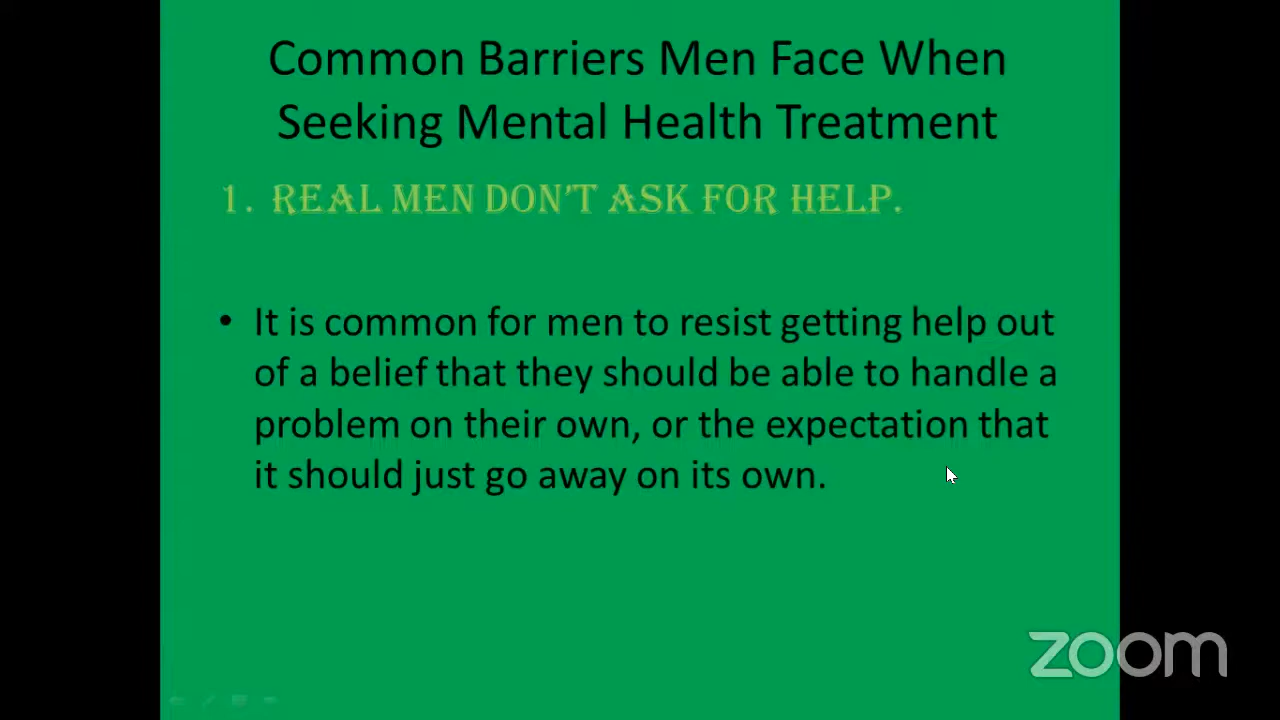 Common Barriers Men Face When
Seeking Mental Health Treatment
1. REAL MEN DON'T ASK FOR HELP.
• It is common for men to resist getting help out
of a belief that they should be able to handle a
problem on their own, or the expectation that
it should just go away on its own.
zoom